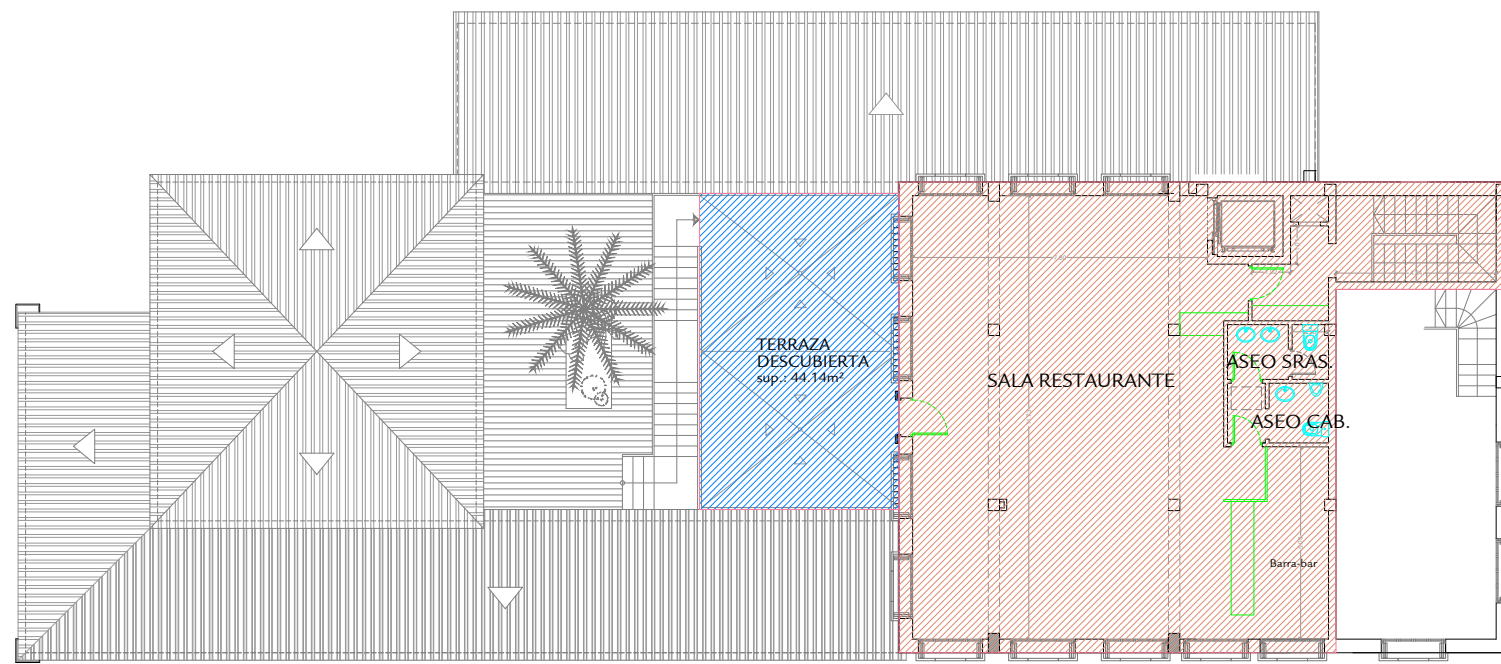 TERRAZA
DESCUBIERTA
sup.: 44.14m²
SALA RESTAURANTE
ASEO SRAS.
ASEO CAB.
Barra-bar